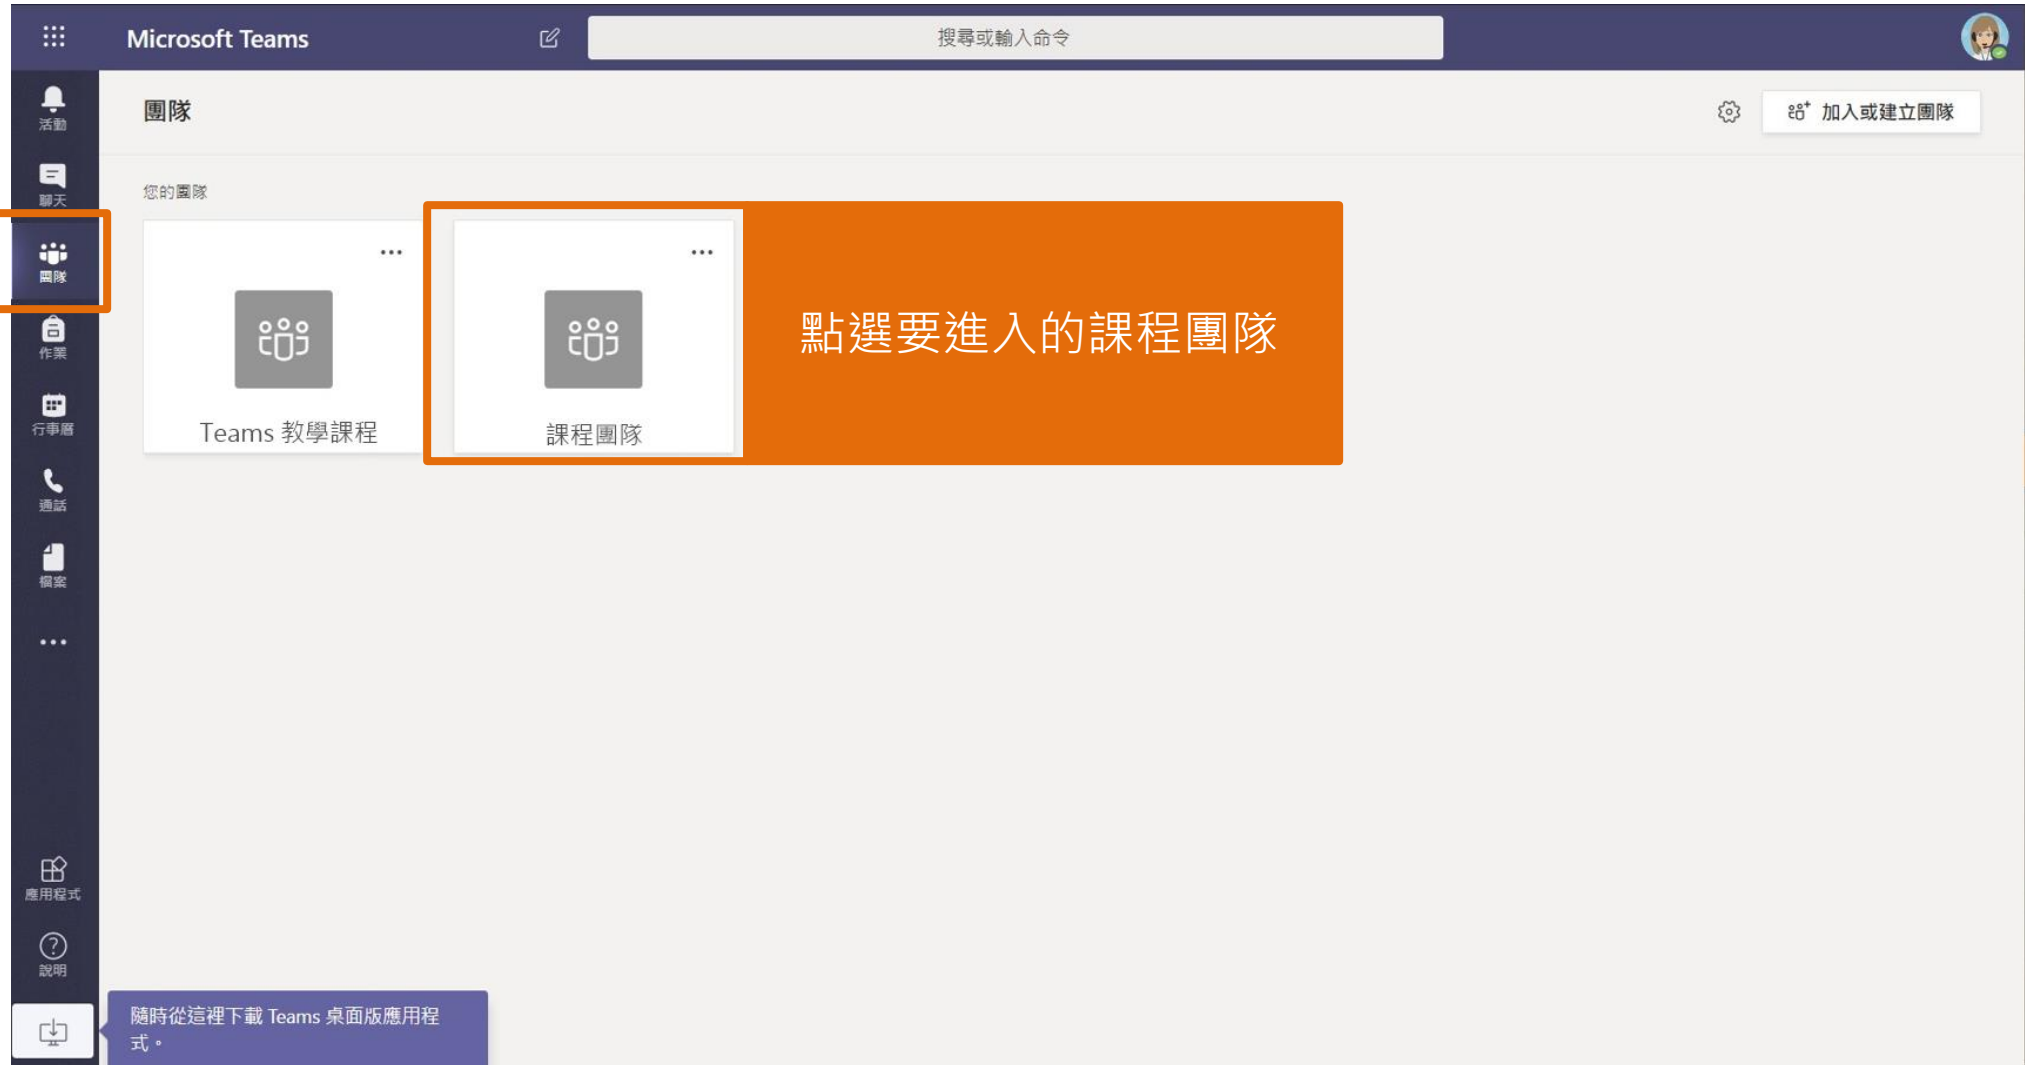 Microsoft Teams
搜尋或輸入命令
活動
團隊
加入或建立團隊
聊天
您的團隊
團隊
作業
行事曆
通話
檔案
點選要進入的課程團隊
Teams 教學課程
課程團隊
應用程式
說明
隨時從這裡下載 Teams 桌面版應用程
式。